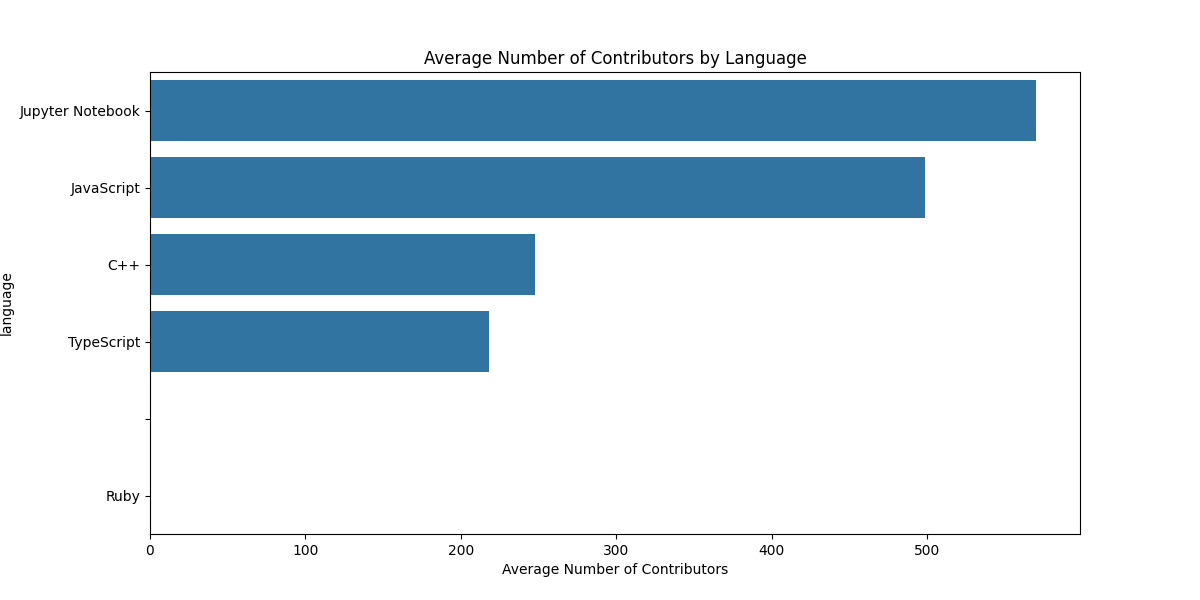 Average Number of Contributors by Language
Jupyter Notebook
JavaScript
C++
TypeScript
Ruby
language
0 100 200 300 400 500
Average Number of Contributors